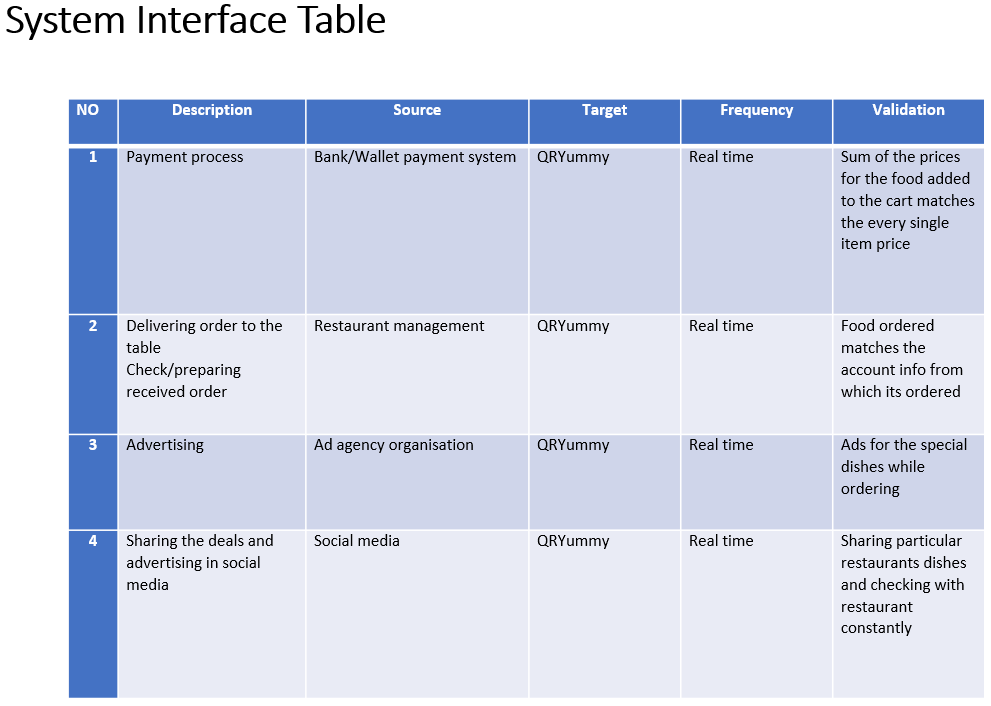 System Interface Table
NO Description Source Target Frequency Validation
1 Payment process Bank/Wallet payment system QRYummy Real time Sum of the prices
for the food added
to the cart matches
the every single
item price
2 Delivering order to the Restaurant management QRYummy Real time Food ordered
table matches the
Check/preparing account info from
received order which its ordered
3 Advertising Ad agency organisation QRYummy Real time Ads for the special
dishes while
ordering
4 Sharing the deals and Social media QRYummy Real time Sharing particular
advertising in social restaurants dishes
media and checking with
restaurant
constantly